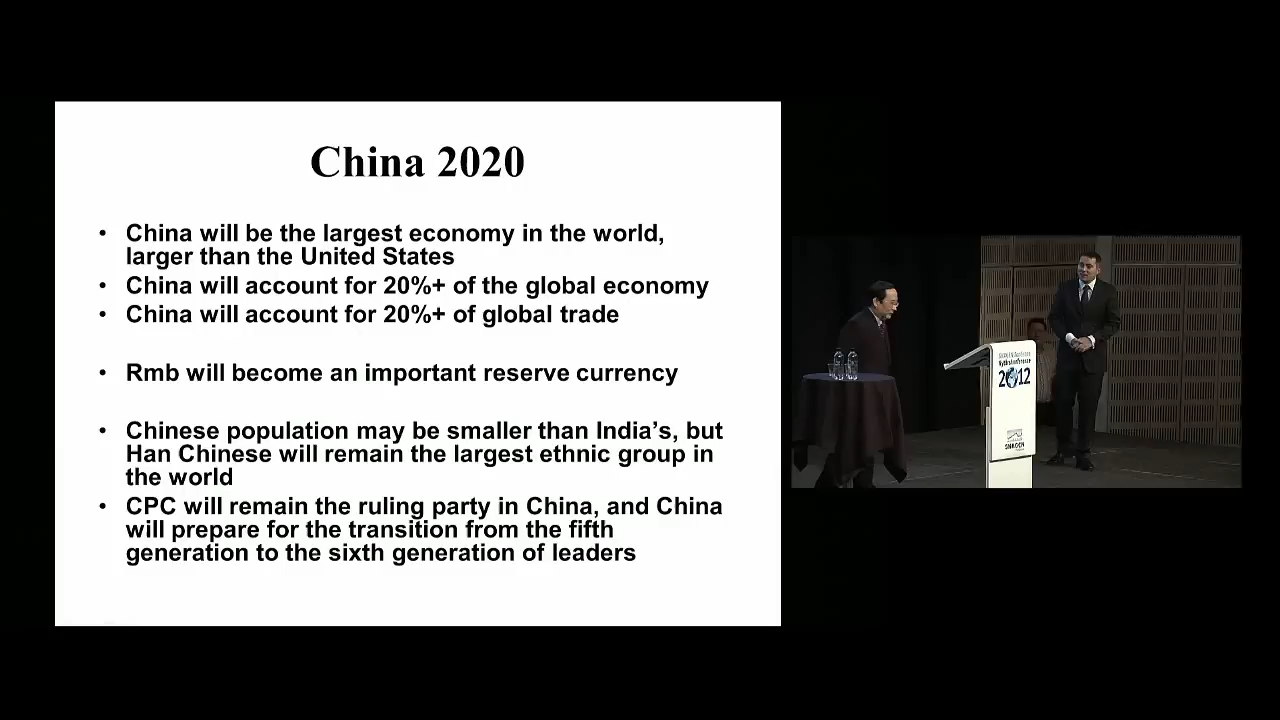 China 2020
• China will be the largest economy in the world,
larger than the United States
• China will account for 20%+ of the global economy
• China will account for 20%+ of global trade
• Rmb will become an important reserve currency
• Chinese population may be smaller than India's, but
Han Chinese will remain the largest ethnic group in
the world
• CPC will remain the ruling party in China, and China
will prepare for the transition from the fifth
generation to the sixth generation of leaders
2012